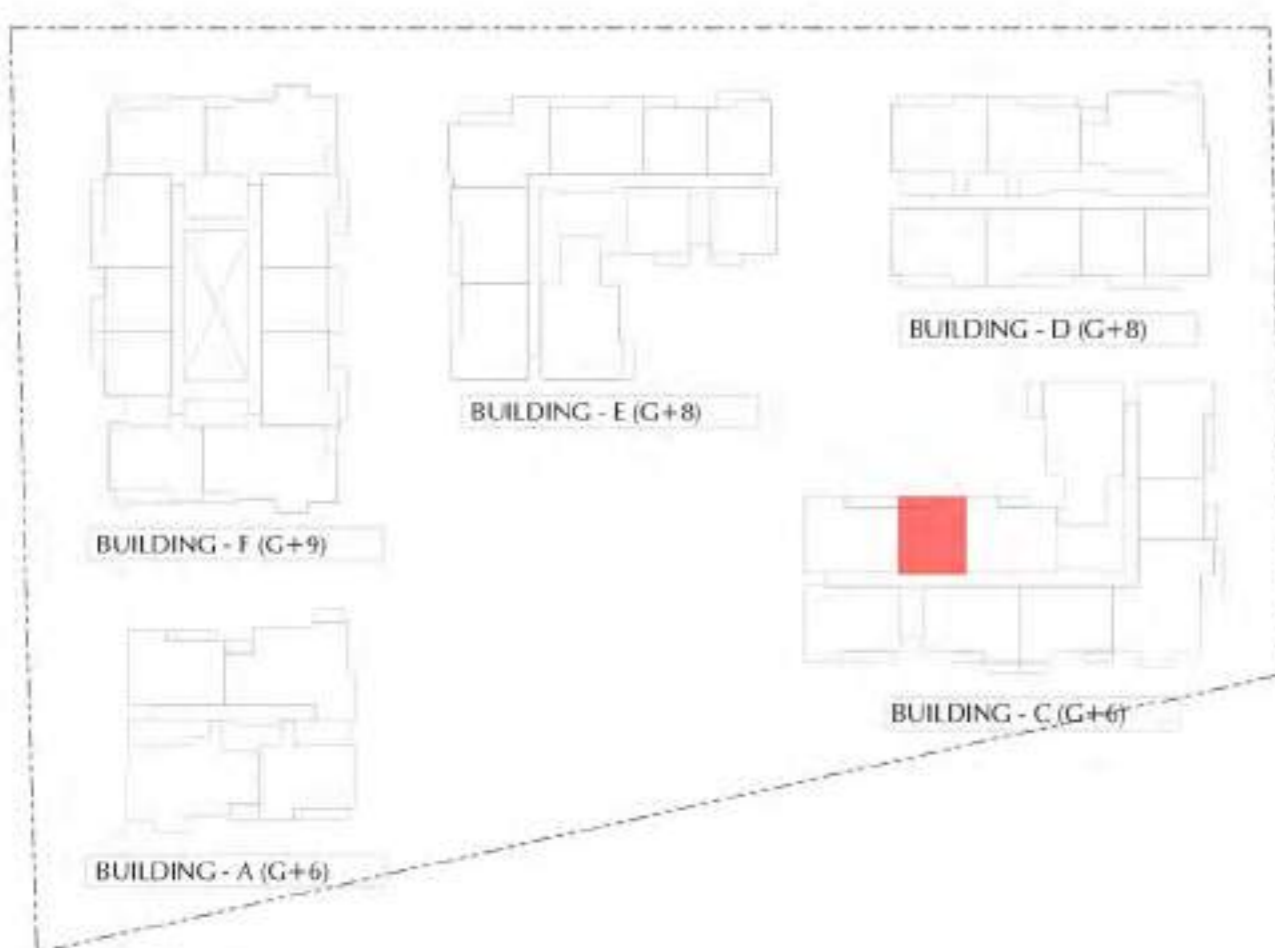 BUILDING - D (G+8)
BUILDING - E (G+8)
BUILDING - F (G+9)
BUILDING - C (G+6)
BUILDING - A (G+6)